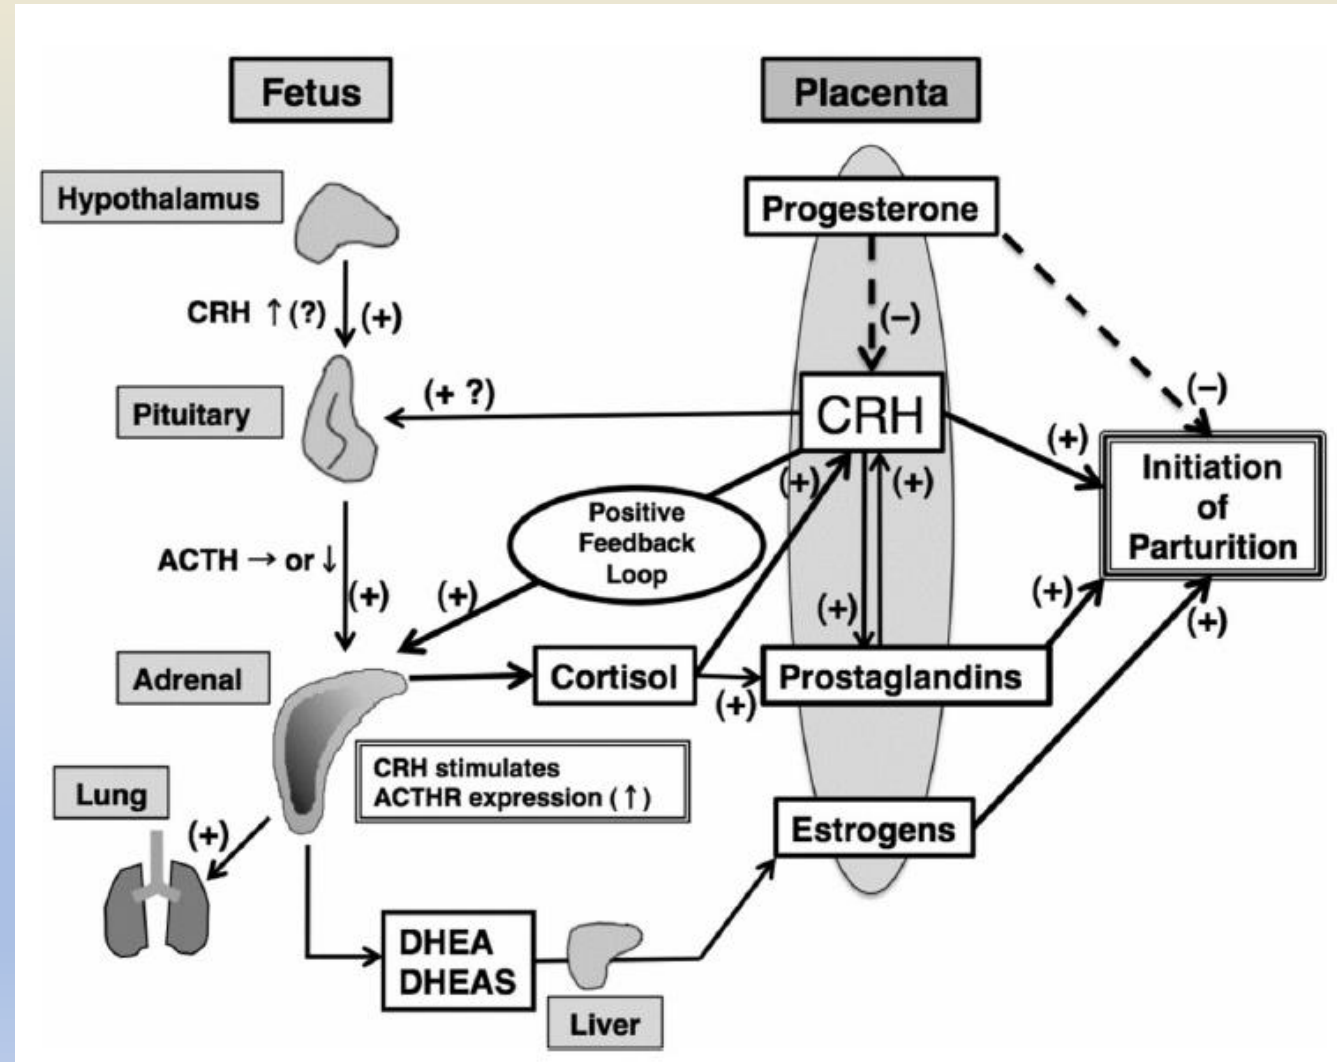 Fetus
Placenta
Hypothalamus
Progesterone
CRH ↑ (?)
(+)
(–)
(–)
Pituitary
(+ ?)
CRH
(+)
Initiation
of
Parturition
(+)
(+)
Positive
Feedback
Loop
ACTH → or ↓
(+)
(+)
(+)
(+)
(+)
Adrenal
Cortisol
(+)
Prostaglandins
CRH stimulates
ACTHR expression (↑)
Lung
(+)
Estrogens
DHEA
DHEAS
Liver